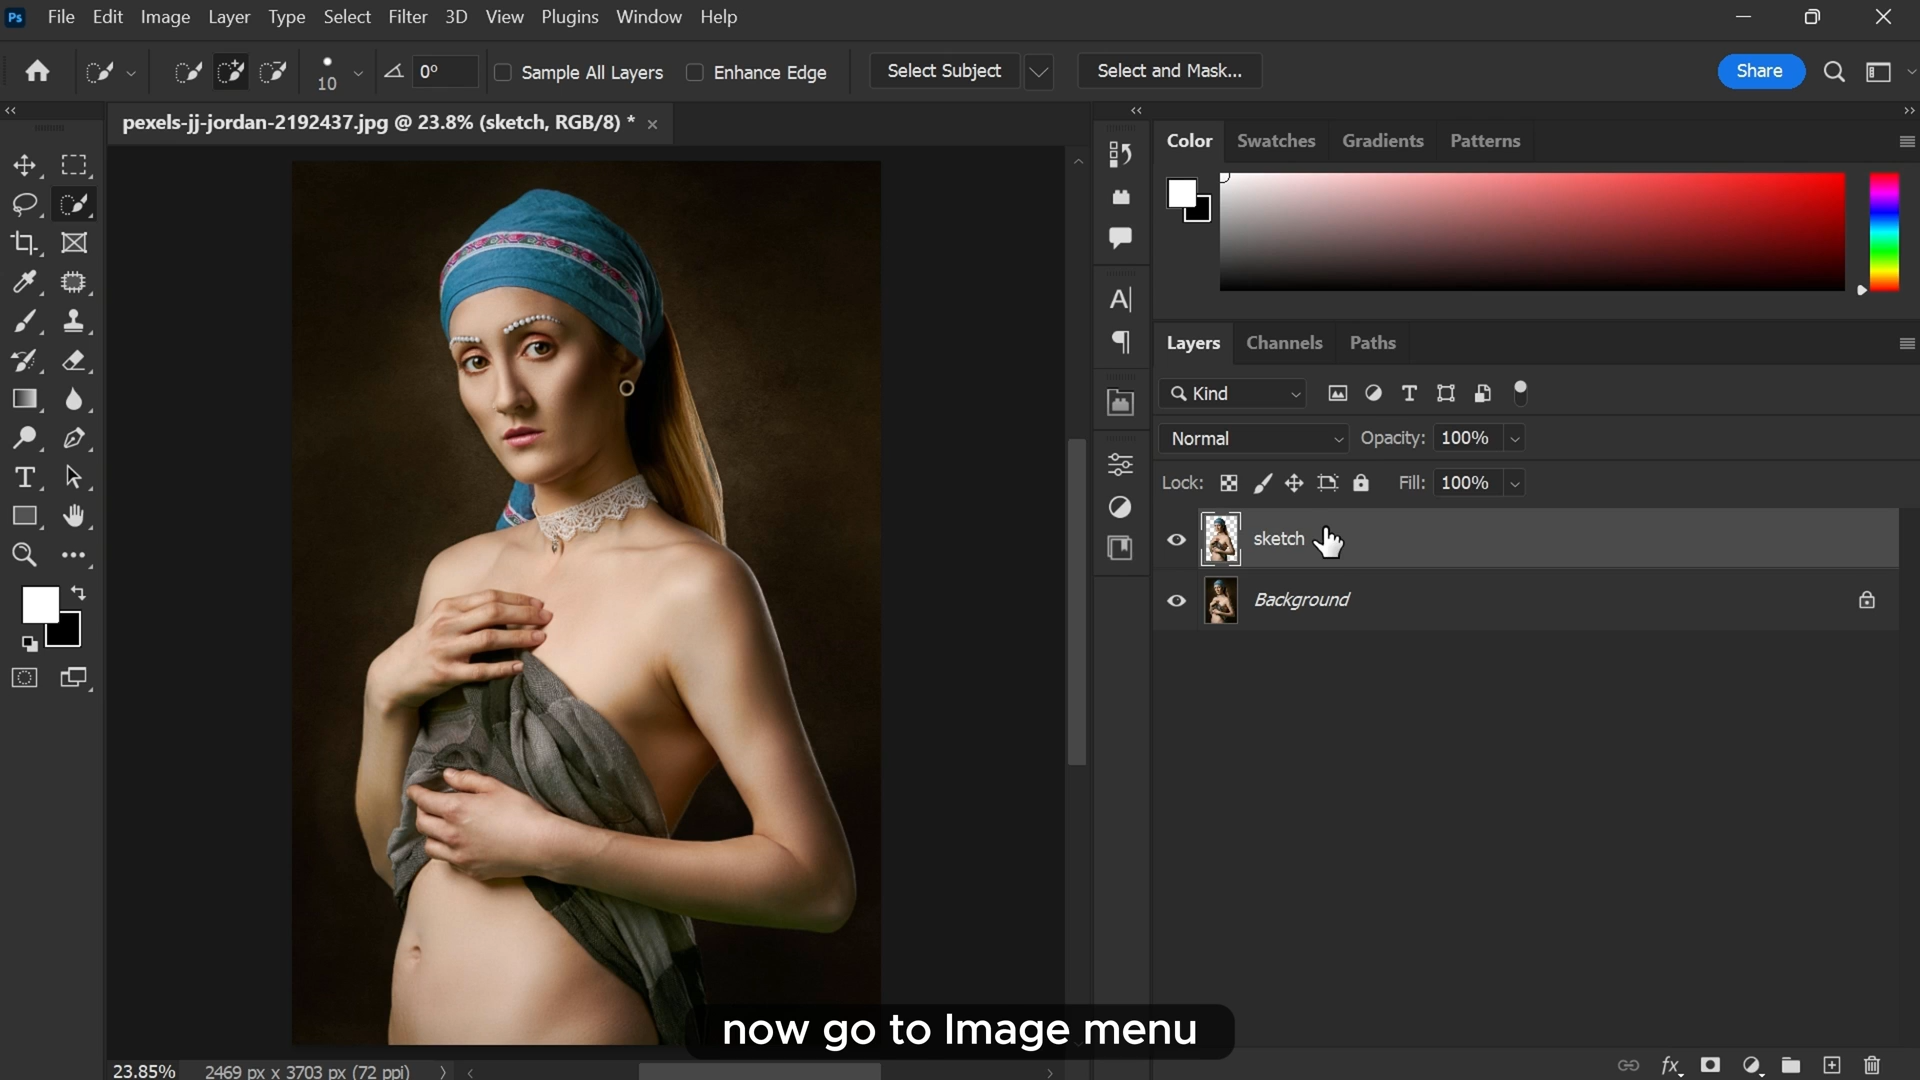 Ps File Edit Image Layer Type Select Filter 3D View Plugins Window Help
10 0° Sample All Layers Enhance Edge Select Subject Select and Mask... Share
pexels-jj-jordan-2192437.jpg @ 23.8% (sketch, RGB/8) *
Color Swatches Gradients Patterns
Layers Channels Paths
Kind
Normal Opacity: 100%
Lock: Fill: 100%
sketch
Background
now go to Image menu
23.85% 2469 px x 3703 px (72 ppi)